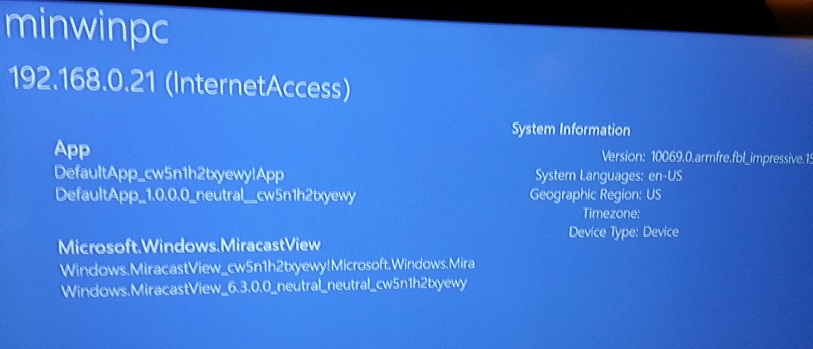 minwinpc
192.168.0.21 (InternetAccess)
App
DefaultApp_cw5n1h2txyewy!App
DefaultApp_1.0.0.0_neutral__cw5n1h2txyewy
Microsoft.Windows.MiracastView
Windows.MiracastView_cw5n1h2txyewy!Microsoft.Windows.Mira
Windows.MiracastView_6.3.0.0_neutral_neutral_cw5n1h2txyewy
System Information
Version: 10069.0.armfre.fbl_impressive.15
System Languages: en-US
Geographic Region: US
Timezone:
Device Type: Device